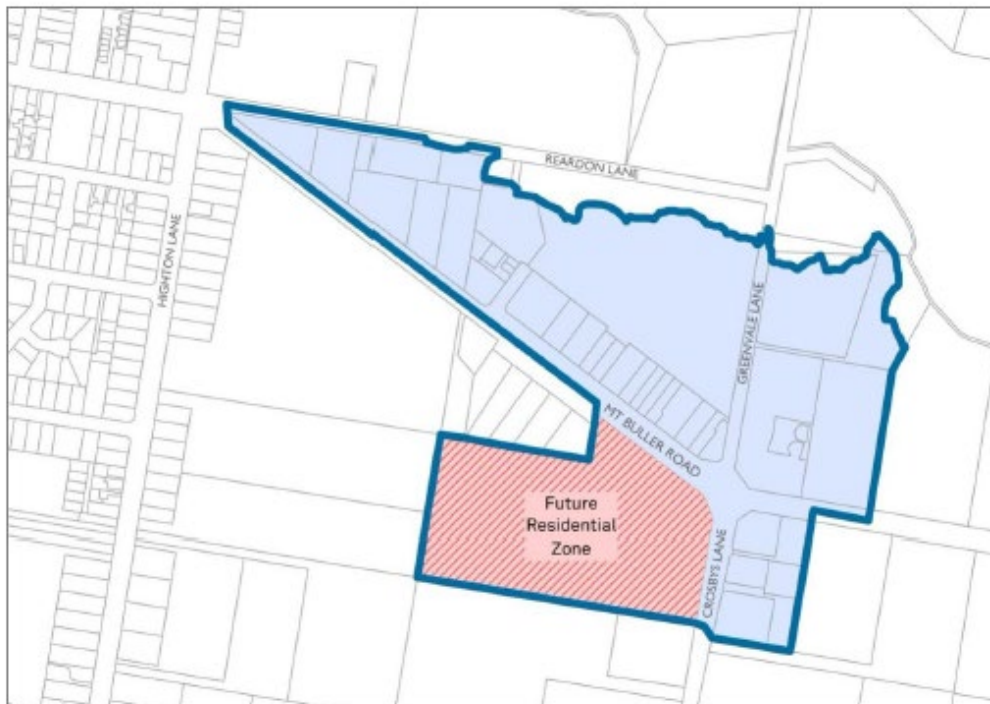 REARDON LANE
HIGHTON LANE
GREENVALE LANE
MT BULLER ROAD
Future
Residential
Zone
CROSBYS LANE